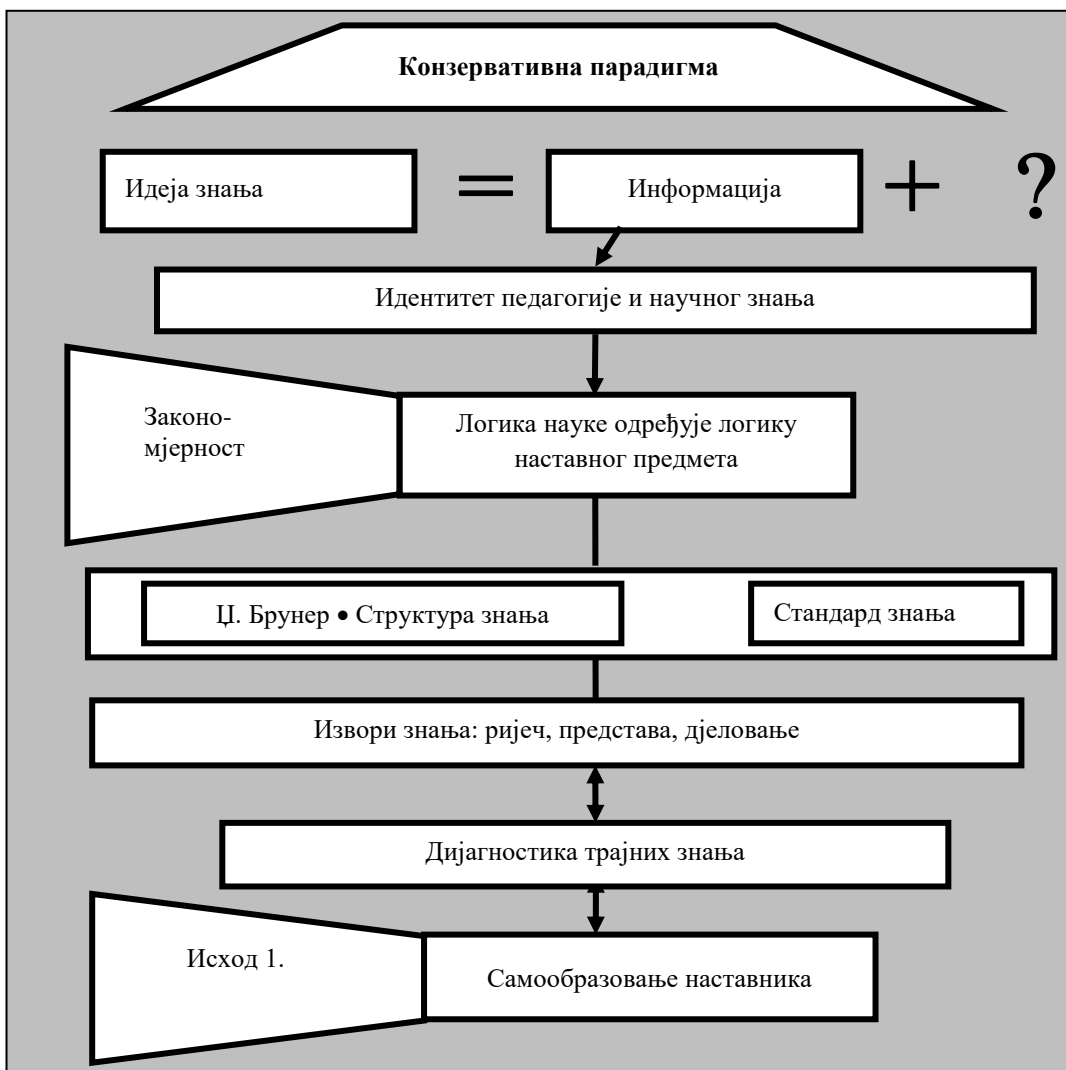 Конзервативна парадигма
Идеја знања = Информација + ?
Идентитет педагогије и научног знања
Законо-
мјерност
Логика науке одређује логику
наставног предмета
Џ. Брунер • Структура знања
Стандард знања
Извори знања: ријеч, представа, дјеловање
Дијагностика трајних знања
Исход 1.
Самообразовање наставника